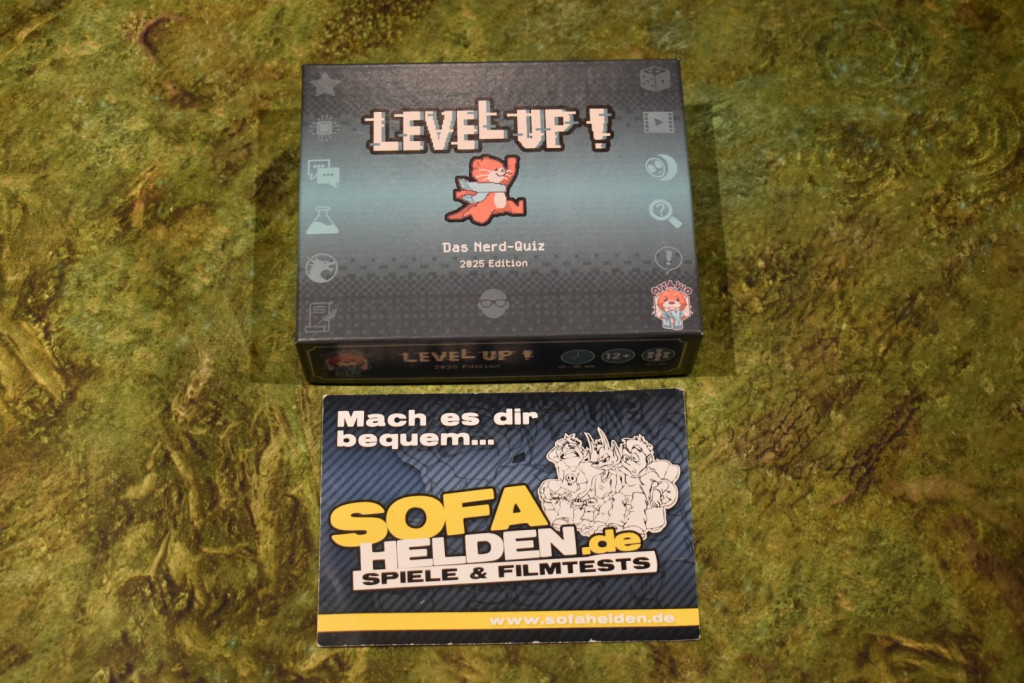 LEVEL UP!
Das Nerd-Quiz
2025 Edition
LEVEL UP!
2025 Edition
12+
Mach es dir
bequem...
SOFA
HELDEN.de
SPIELE & FILMTESTS
www.sofahelden.de